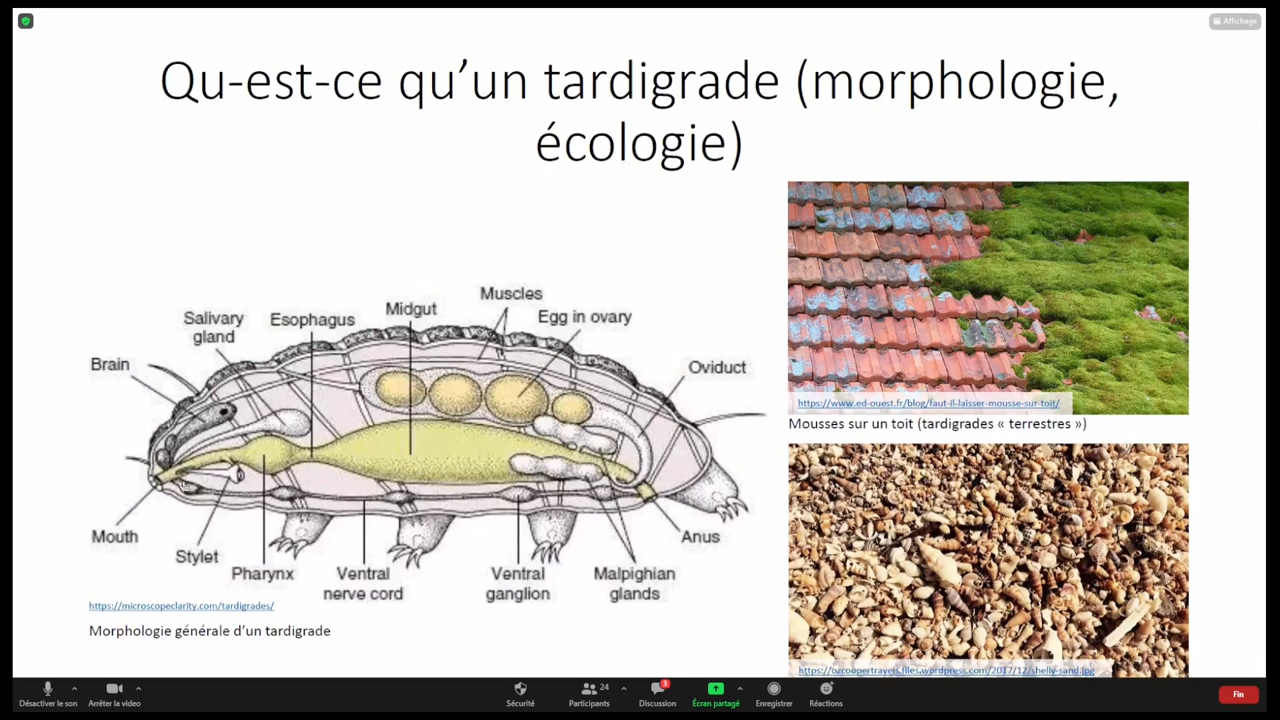 Affichage
Qu-est-ce qu’un tardigrade (morphologie,
écologie)
Muscles
Midgut
Egg in ovary
Salivary
gland
Esophagus
Brain
Oviduct
Mouth
Stylet
Pharynx
Ventral
nerve cord
Ventral
ganglion
Malpighian
glands
Anus
https://microscopeclarity.com/tardigrades/
Morphologie générale d’un tardigrade
https://www.ed-ouest.fr/blog/faut-il-laisser-mousse-sur-toit/
Mousses sur un toit (tardigrades « terrestres »)
https://ozcoopertravels.files.wordpress.com/2017/12/shelly-sand.jpg
Désactiver le son
Arrêter la video
Sécurité
24
Participants
3
Discussion
Écran partagé
Enregistrer
Réactions
Fin